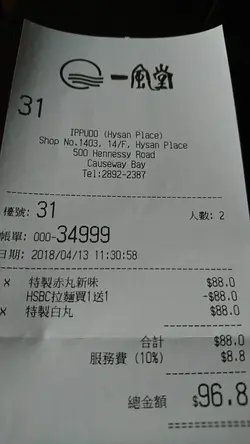 一風堂
31
IPPUDO (Hysan Place)
Shop No.1403, 14/F, Hysan Place
500 Hennessy Road
Causeway Bay
Tel:2892-2387
檯號: 31 人數: 2
帳單: 000-34999
日期: 2018/04/13 11:30:58
x 特製赤丸新味 $88.0
HSBC拉麵買1送1 -$88.0
x 特製白丸 $88.0
合計 $88.0
服務費 (10%) $8.8
總金額 $96.8